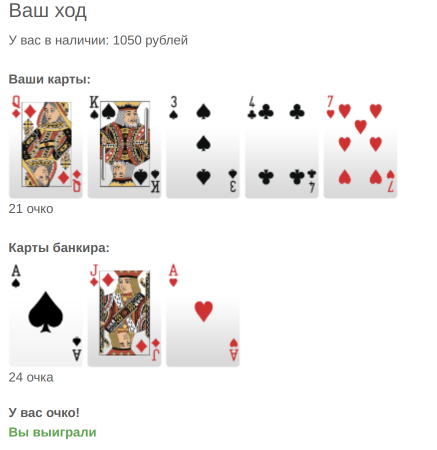 Ваш ход
У вас в наличии: 1050 рублей
Ваши карты:
Q K 3 4 7
Q K 3 4 7
21 очко
Карты банкира:
A J A
A J A
24 очка
У вас очко!
Вы выиграли